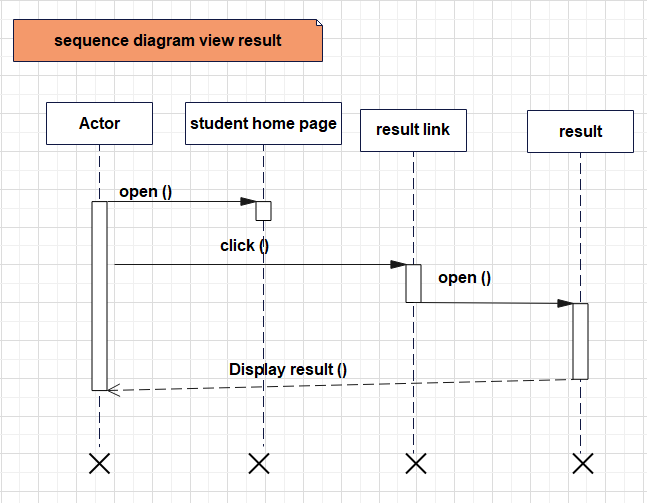 sequence diagram view result
Actor
student home page
result link
result
open ()
click ()
open ()
Display result ()